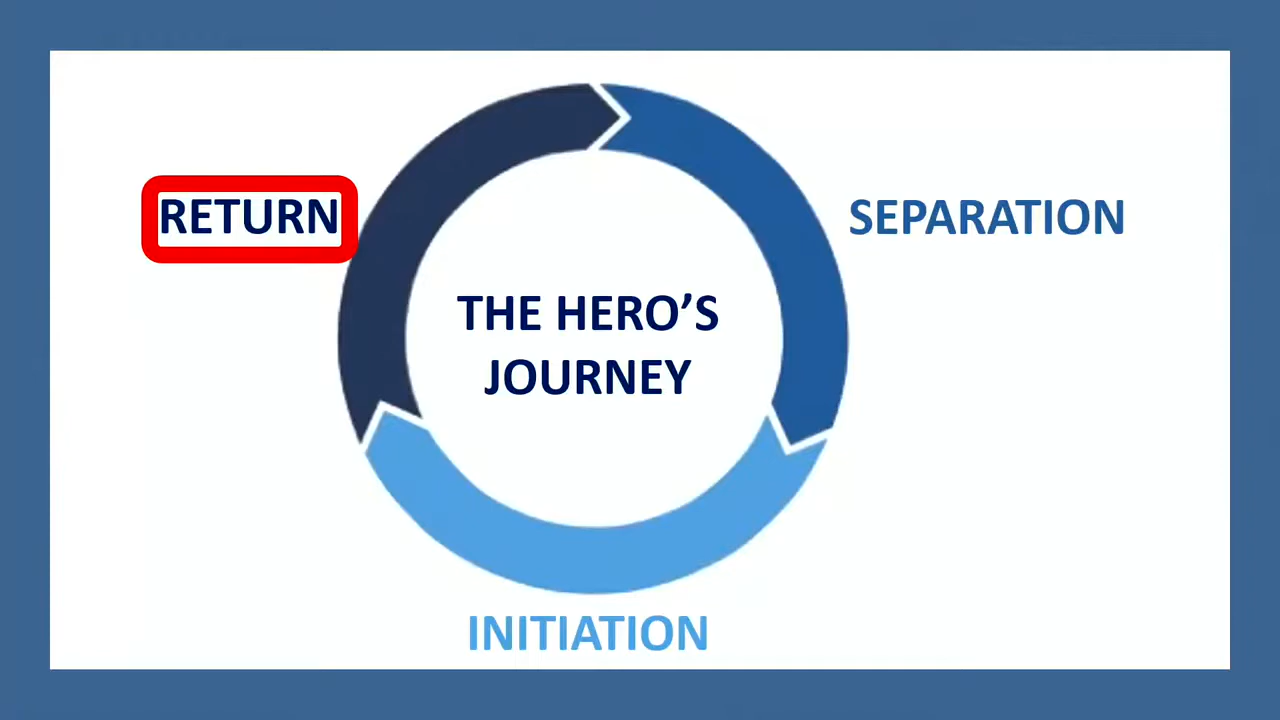 RETURN
SEPARATION
THE HERO’S
JOURNEY
INITIATION